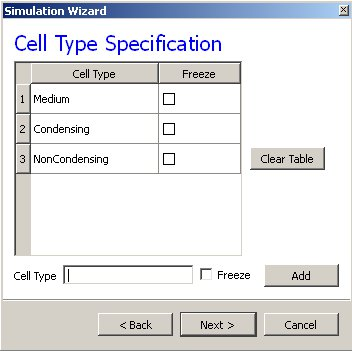 Simulation Wizard
Cell Type Specification
Cell Type Freeze
1 Medium
2 Condensing
3 NonCondensing
Clear Table
Cell Type Freeze Add
< Back Next > Cancel